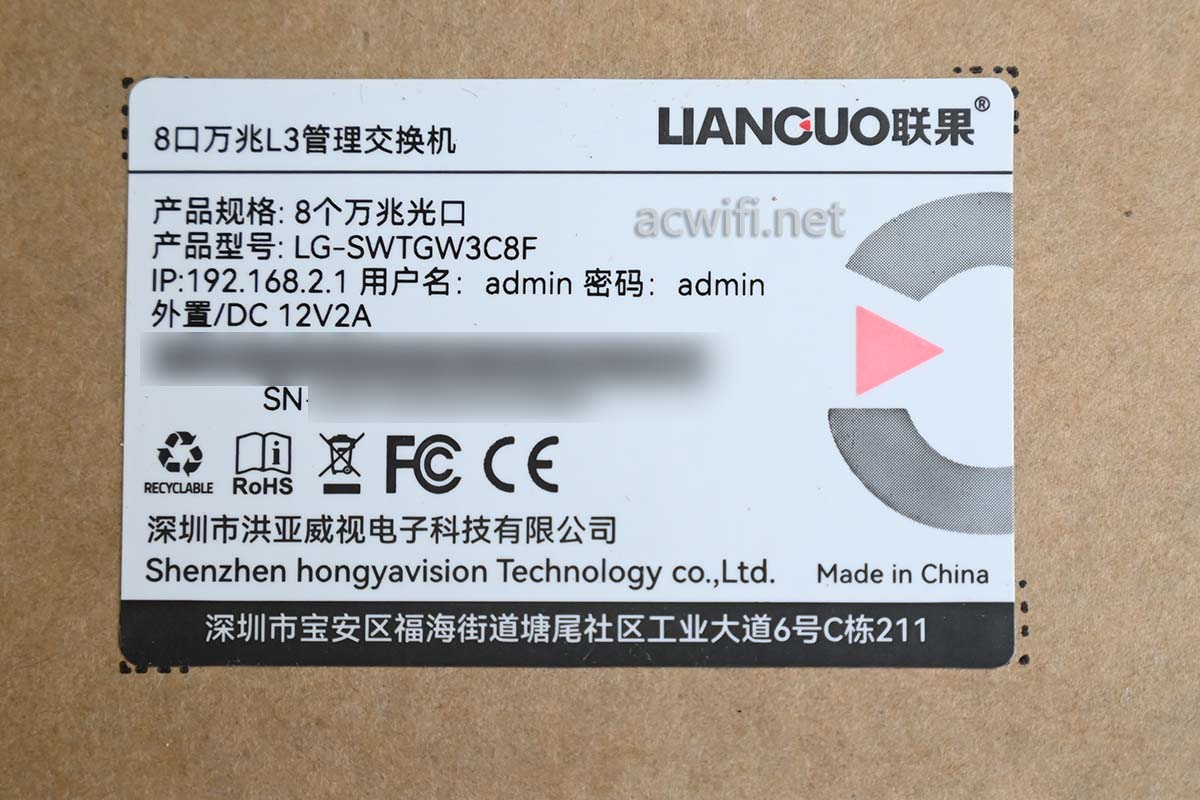 8口万兆L3管理交换机
LIANGUO联果®
产品规格: 8个万兆光口
acwifi.net
产品型号: LG-SWTGW3C8F
IP:192.168.2.1 用户名：admin 密码：admin
外置/DC 12V2A
SN
RECYCLABLE
RoHS
FC CE
深圳市洪亚威视电子科技有限公司
Shenzhen hongyavision Technology co.,Ltd.
Made in China
深圳市宝安区福海街道塘尾社区工业大道6号C栋211